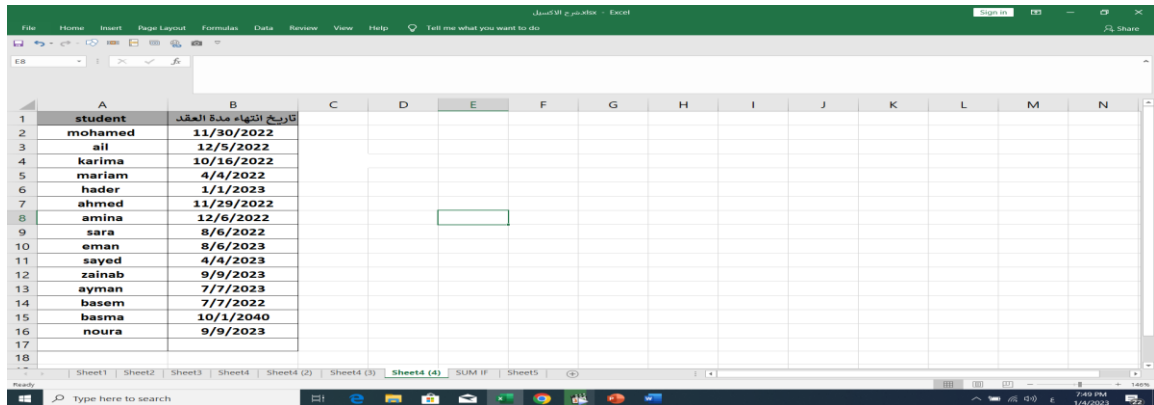 شرح الاكسيل.xlsx - Excel
Sign in
File Home Insert Page Layout Formulas Data Review View Help Tell me what you want to do
Share
E8 fx
A B C D E F G H I J K L M N
1 student تاريخ انتهاء مدة العقد
2 mohamed 11/30/2022
3 ail 12/5/2022
4 karima 10/16/2022
5 mariam 4/4/2022
6 hader 1/1/2023
7 ahmed 11/29/2022
8 amina 12/6/2022
9 sara 8/6/2022
10 eman 8/6/2023
11 sayed 4/4/2023
12 zainab 9/9/2023
13 ayman 7/7/2023
14 basem 7/7/2022
15 basma 10/1/2040
16 noura 9/9/2023
17
18
Sheet1 Sheet2 Sheet3 Sheet4 Sheet4 (2) Sheet4 (3) Sheet4 (4) SUM IF Sheet5
Ready
146%
Type here to search
ع
7:49 PM
1/4/2023
22